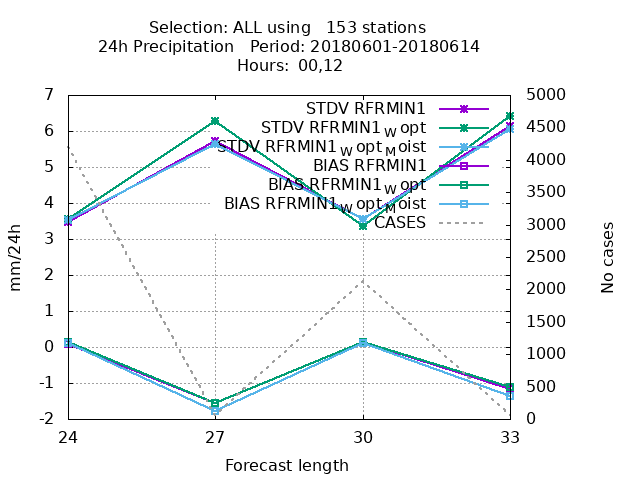 Selection: ALL using   153 stations
24h Precipitation   Period: 20180601-20180614
Hours:  00,12
7
6
5
4
3
2
1
0
-1
-2
mm/24h
STDV RFRMIN1
STDV RFRMIN1_W opt
STDV RFRMIN1_W opt_M oist
BIAS RFRMIN1
BIAS RFRMIN1_W opt
BIAS RFRMIN1_W opt_M oist
CASES
5000
4500
4000
3500
3000
2500
2000
1500
1000
500
0
No cases
24 27 30 33
Forecast length